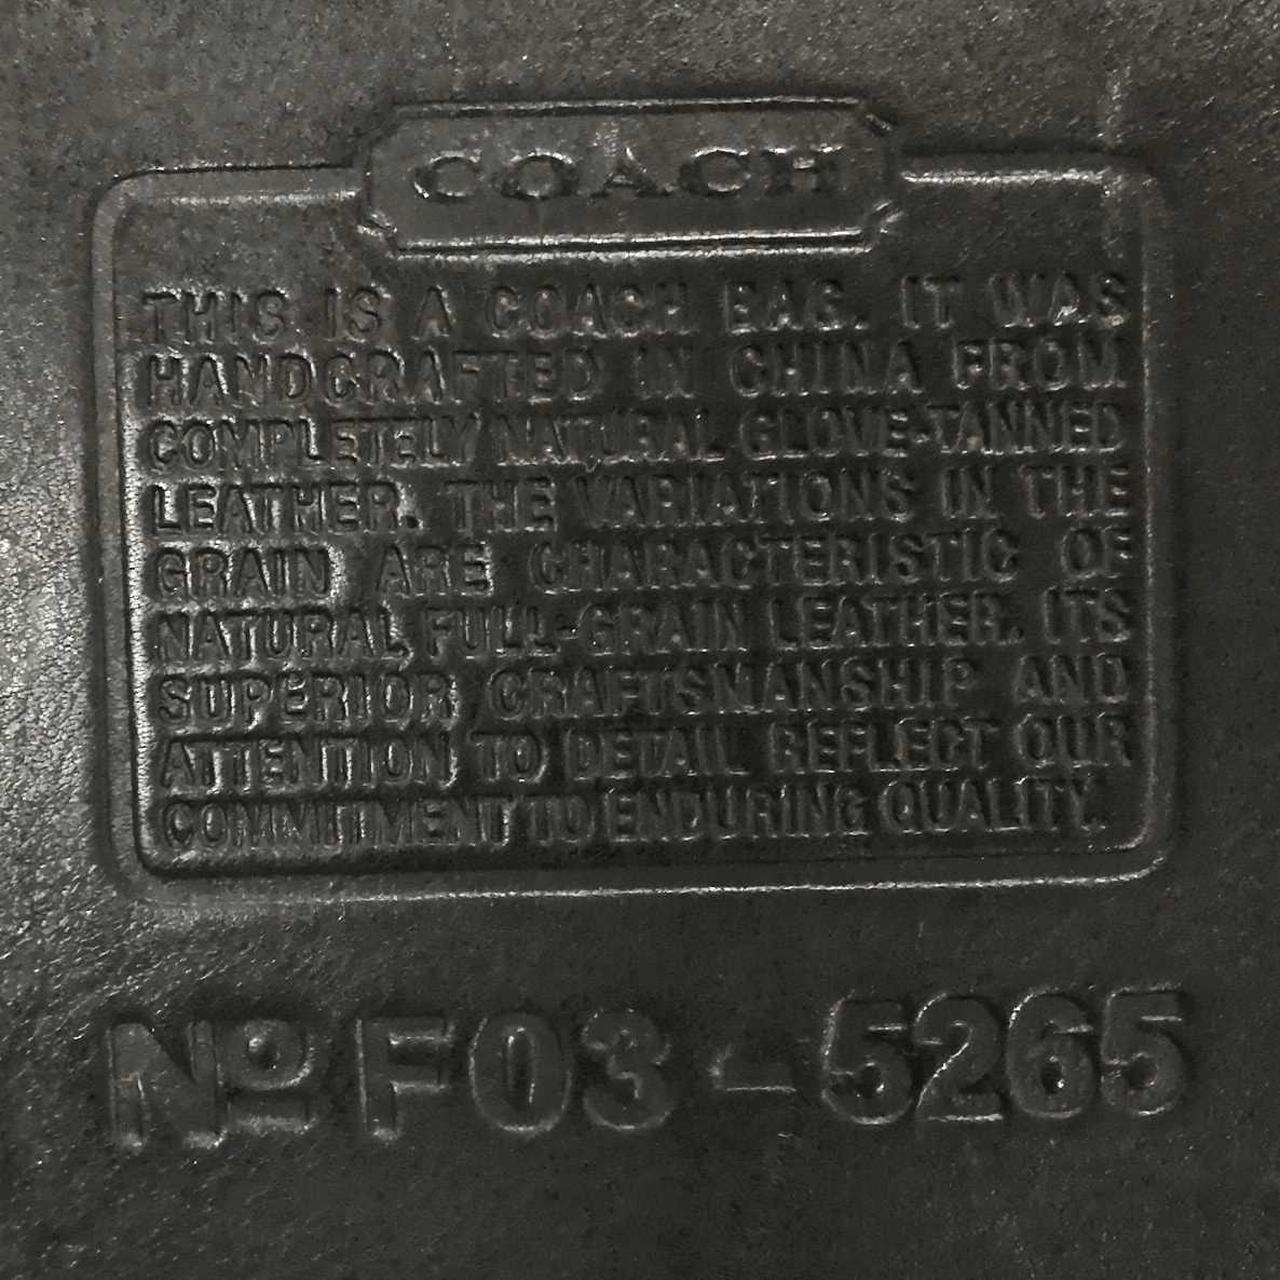 COACH
THIS IS A COACH BAG. IT WAS
HANDCRAFTED IN CHINA FROM
COMPLETELY NATURAL GLOVE-TANNED
LEATHER. THE VARIATIONS IN THE
GRAIN ARE CHARACTERISTIC OF
NATURAL FULL-GRAIN LEATHER. ITS
SUPERIOR CRAFTSMANSHIP AND
ATTENTION TO DETAIL REFLECT OUR
COMMITMENT TO ENDURING QUALITY.
Nº F03-5265